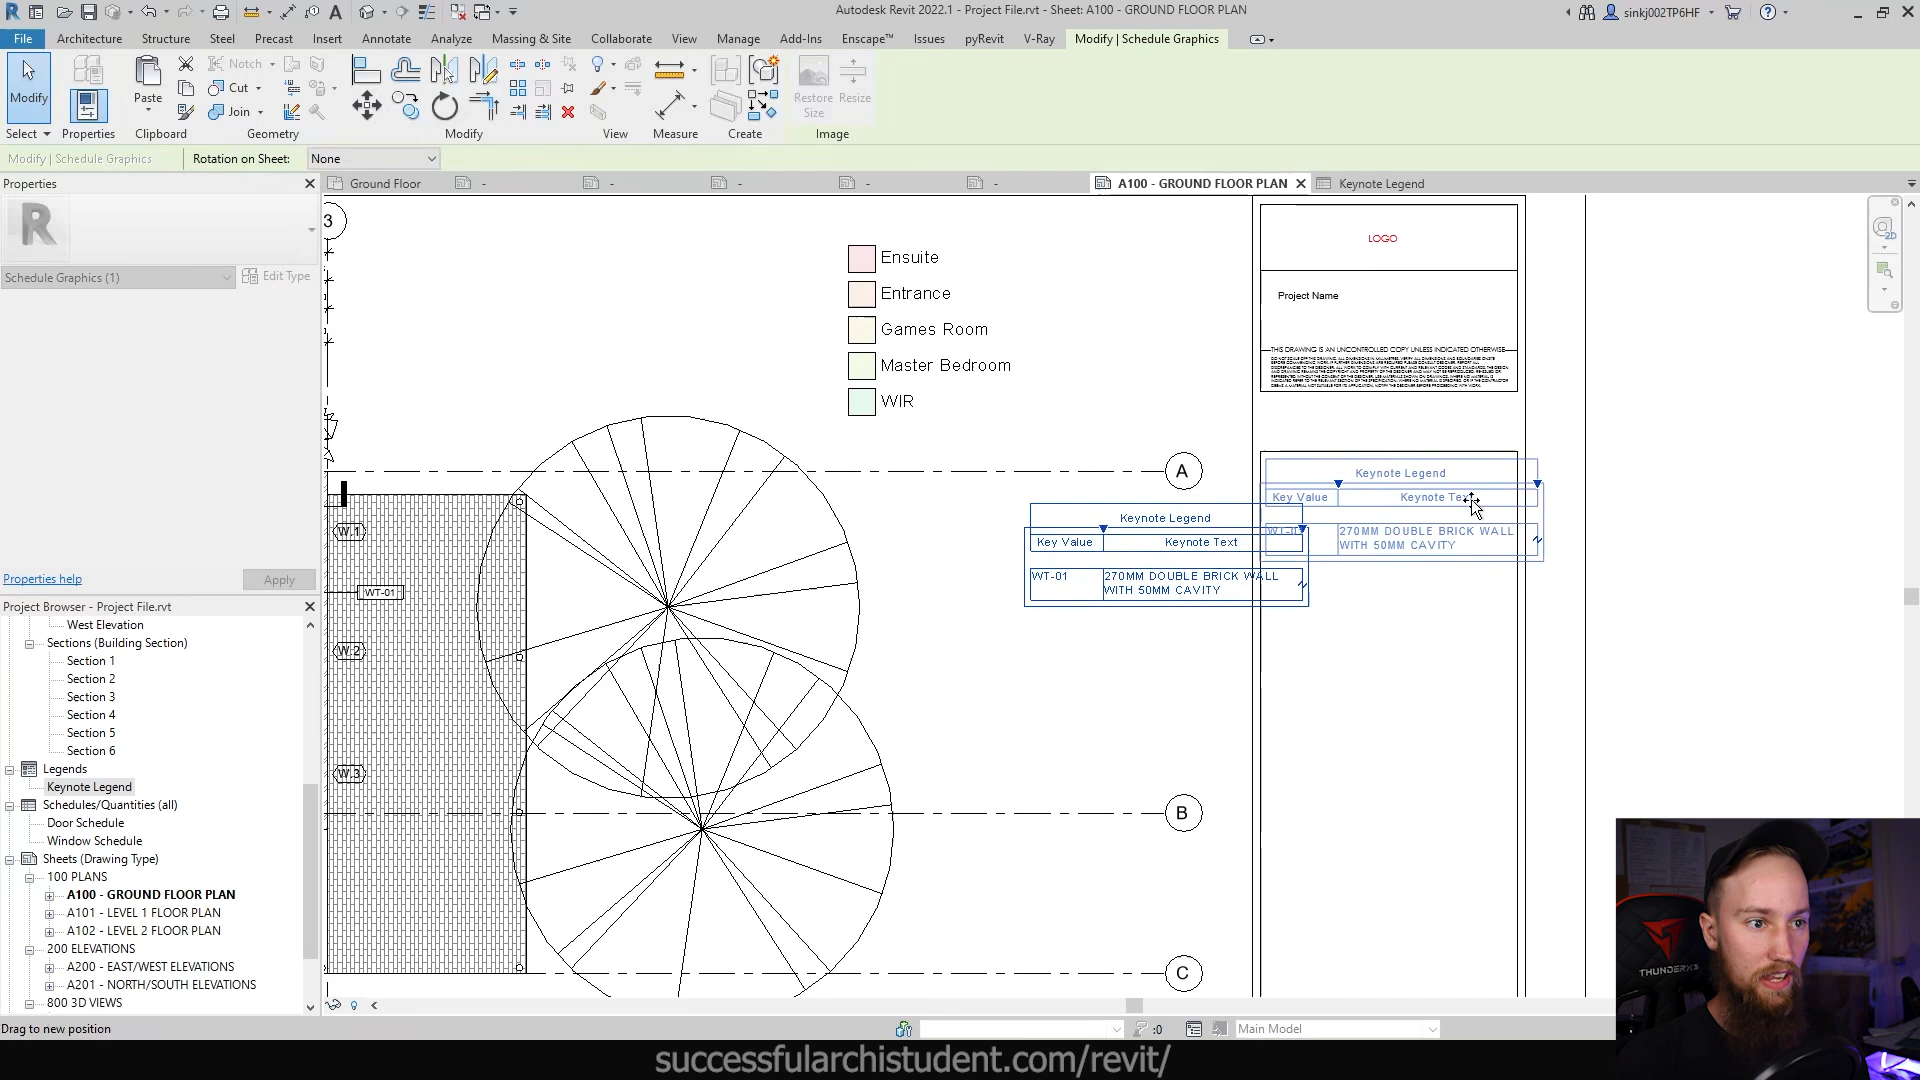 Autodesk Revit 2022.1 - Project File.rvt - Sheet: A100 - GROUND FLOOR PLAN
sinkj002TP6HF
File Architecture Structure Steel Precast Insert Annotate Analyze Massing & Site Collaborate View Manage Add-Ins Enscape™ Issues pyRevit V-Ray Modify | Schedule Graphics
Modify
Paste
Notch
Cut
Join
Restore Size
Resize
Select Properties Clipboard Geometry Modify View Measure Create Image
Modify | Schedule Graphics Rotation on Sheet: None
Properties
Ground Floor - - - - - A100 - GROUND FLOOR PLAN Keynote Legend
R
Schedule Graphics (1) Edit Type
Properties help Apply
Project Browser - Project File.rvt
West Elevation
Sections (Building Section)
Section 1
Section 2
Section 3
Section 4
Section 5
Section 6
Legends
Keynote Legend
Schedules/Quantities (all)
Door Schedule
Window Schedule
Sheets (Drawing Type)
100 PLANS
A100 - GROUND FLOOR PLAN
A101 - LEVEL 1 FLOOR PLAN
A102 - LEVEL 2 FLOOR PLAN
200 ELEVATIONS
A200 - EAST/WEST ELEVATIONS
A201 - NORTH/SOUTH ELEVATIONS
800 3D VIEWS
3
Ensuite
Entrance
Games Room
Master Bedroom
WIR
W.1
WT-01
W.2
W.3
A
B
C
Keynote Legend
Key Value Keynote Text
WT-01 270MM DOUBLE BRICK WALL
WITH 50MM CAVITY
LOGO
Project Name
THIS DRAWING IS AN UNCONTROLLED COPY UNLESS INDICATED OTHERWISE
Keynote Legend
Key Value Keynote Text
270MM DOUBLE BRICK WALL
WITH 50MM CAVITY
2D
THUNDERX3
Drag to new position
:0
Main Model
successfularchistudent.com/revit/